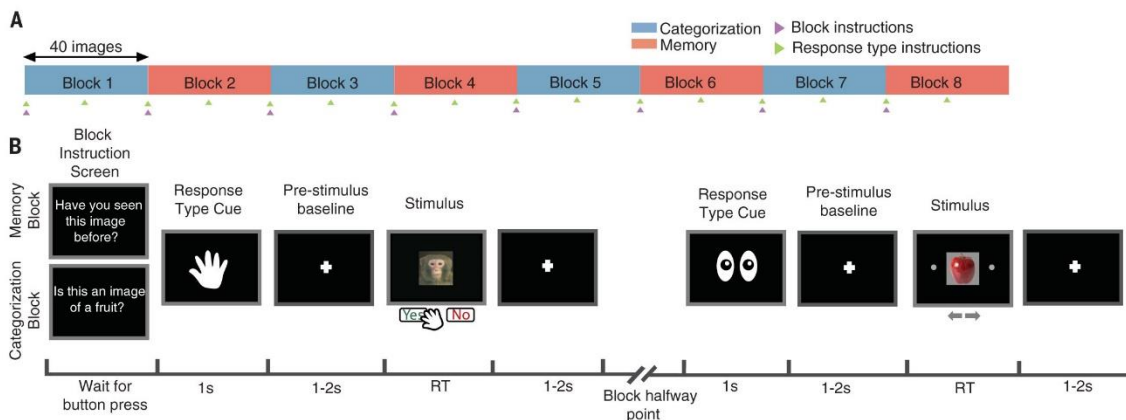 A
40 images
Categorization
Memory
Block instructions
Response type instructions
Block 1
Block 2
Block 3
Block 4
Block 5
Block 6
Block 7
Block 8
B
Block
Instruction
Screen
Memory
Block
Have you seen
this image
before?
Categorization
Block
Is this an image
of a fruit?
Response
Type Cue
Pre-stimulus
baseline
Stimulus
Yes
No
Response
Type Cue
Pre-stimulus
baseline
Stimulus
Wait for
button press
1s
1-2s
RT
1-2s
Block halfway
point
1s
1-2s
RT
1-2s